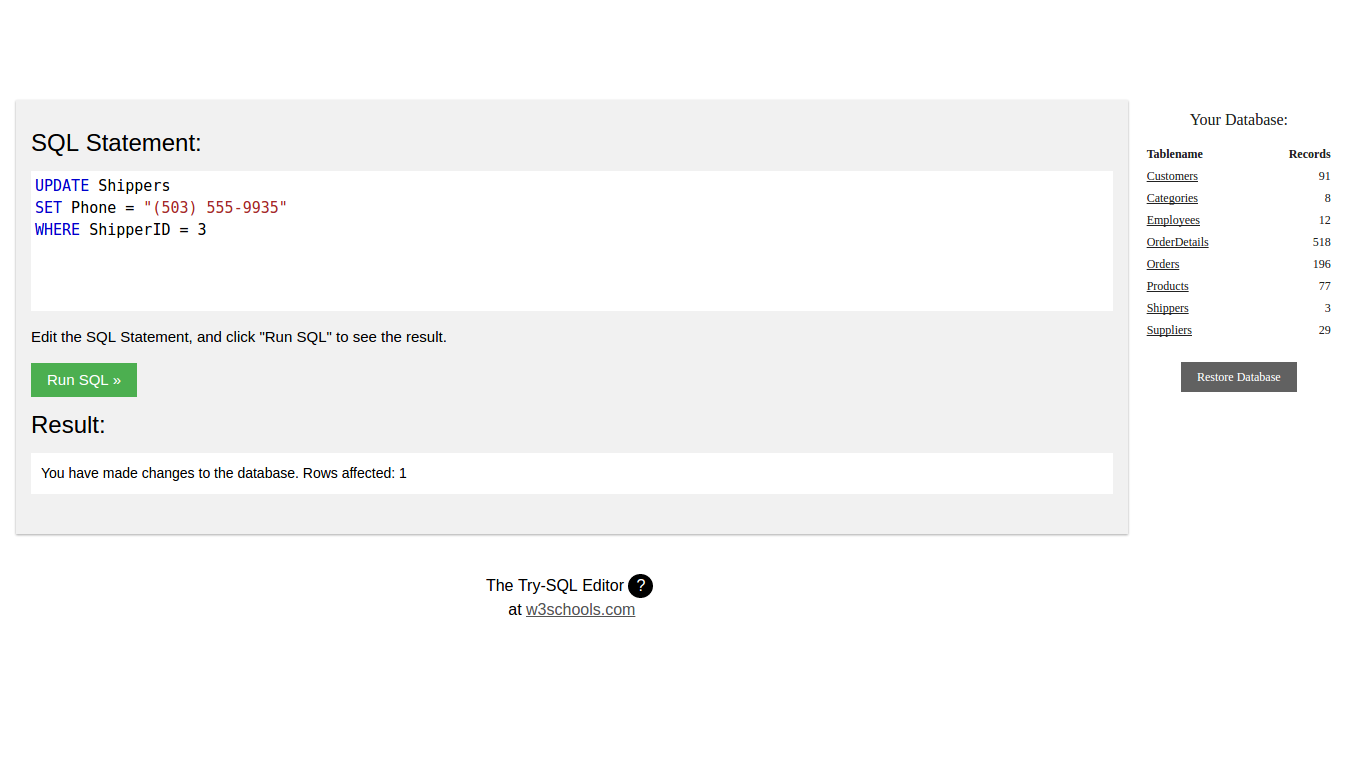 SQL Statement:
UPDATE Shippers
SET Phone = "(503) 555-9935"
WHERE ShipperID = 3
Edit the SQL Statement, and click "Run SQL" to see the result.
Run SQL »
Result:
You have made changes to the database. Rows affected: 1
The Try-SQL Editor ?
at w3schools.com
Your Database:
Tablename Records
Customers 91
Categories 8
Employees 12
OrderDetails 518
Orders 196
Products 77
Shippers 3
Suppliers 29
Restore Database